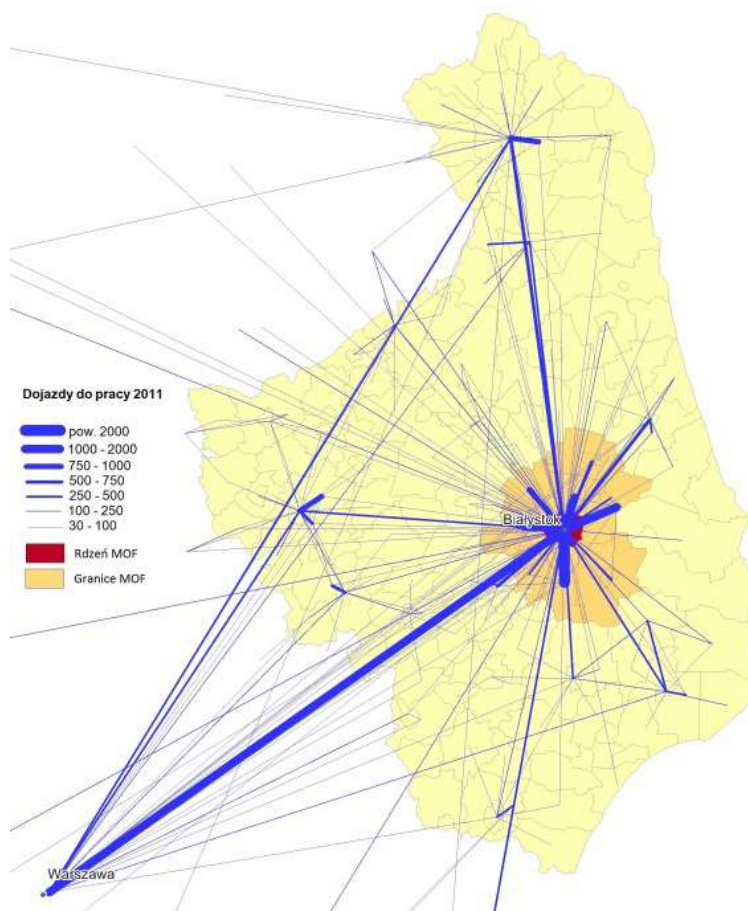 Dojazdy do pracy 2011
pow. 2000
1000 - 2000
750 - 1000
500 - 750
250 - 500
100 - 250
30 - 100
Rdzeń MOF
Granice MOF
Białystok
Warszawa